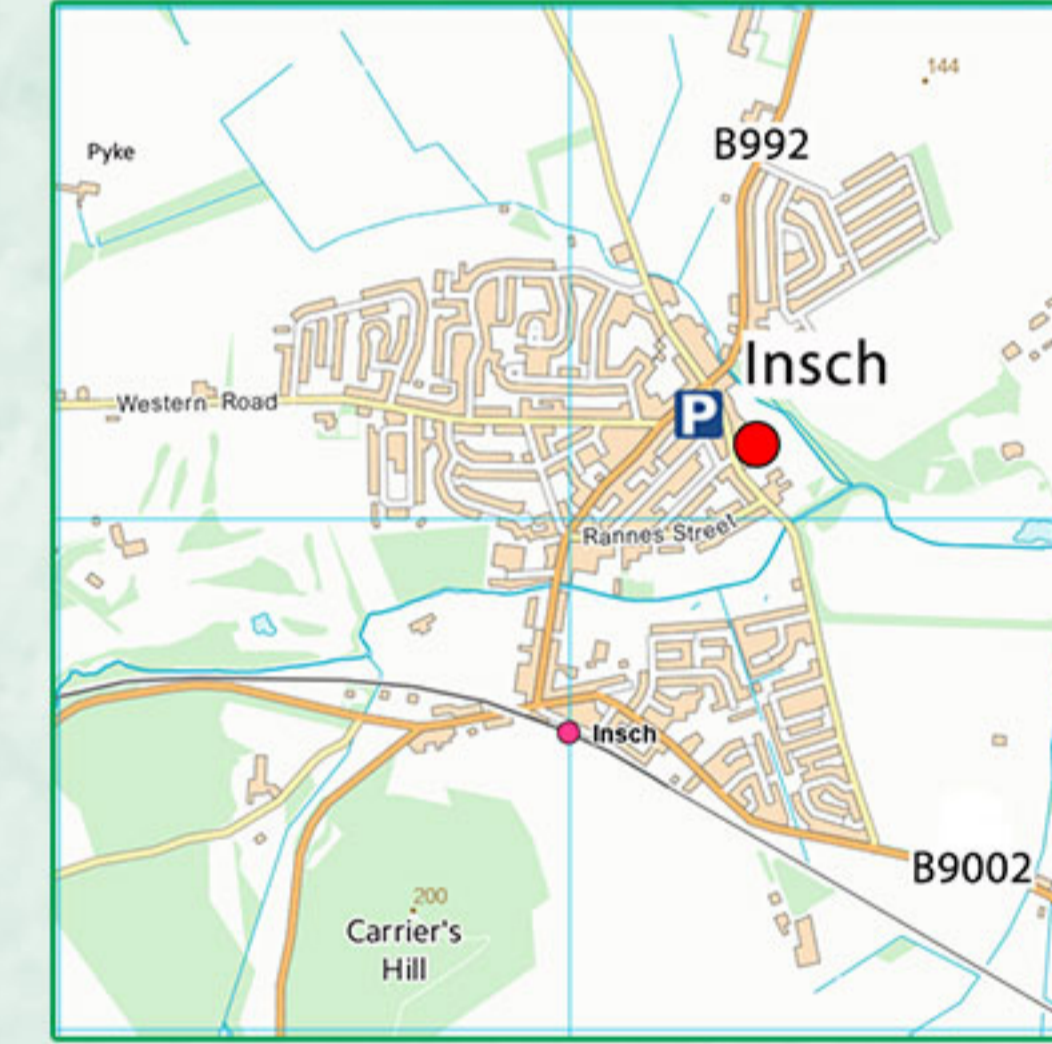 144
B992
Pyke
Insch
Western Road
P
Rannes Street
Insch
B9002
200
Carrier's
Hill